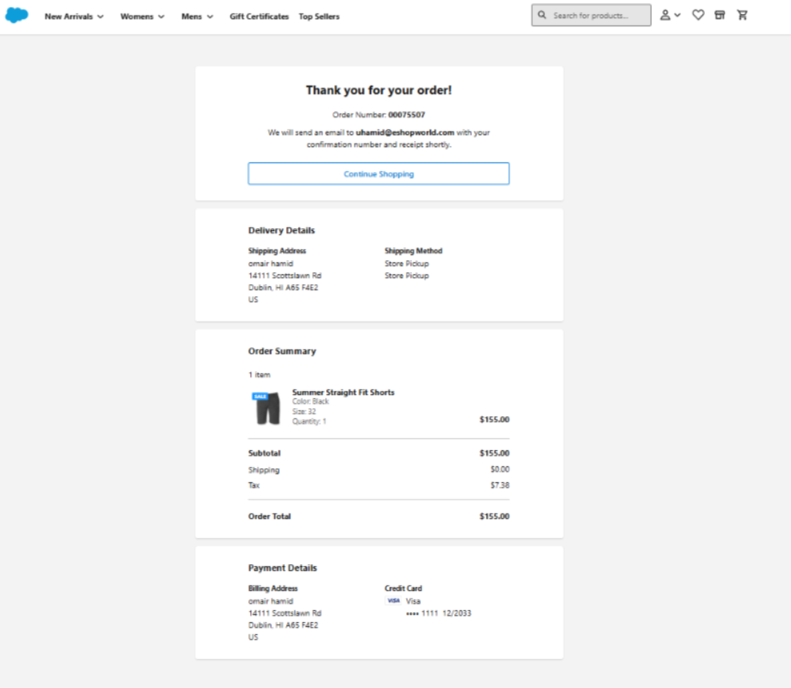 New Arrivals Womens Mens Gift Certificates Top Sellers Search for products...
Thank you for your order!
Order Number: 00075507
We will send an email to uhamid@eshopworld.com with your
confirmation number and receipt shortly.
Continue Shopping
Delivery Details
Shipping Address
omair hamid
14111 Scottslawn Rd
Dublin, HI A65 F4E2
US
Shipping Method
Store Pickup
Store Pickup
Order Summary
1 item
SALE
Summer Straight Fit Shorts
Color: Black
Size: 32
Quantity: 1
$155.00
Subtotal $155.00
Shipping $0.00
Tax $7.38
Order Total $155.00
Payment Details
Billing Address
omair hamid
14111 Scottslawn Rd
Dublin, HI A65 F4E2
US
Credit Card
VISA Visa
•••• 1111 12/2033